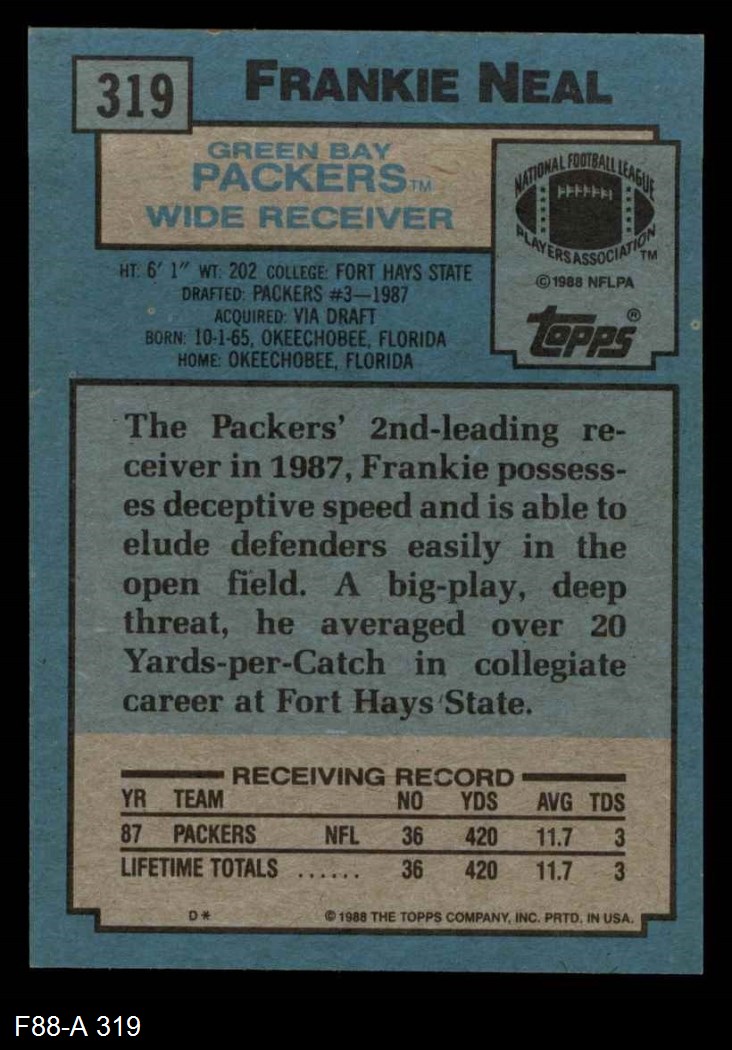 319
FRANKIE NEAL
GREEN BAY
PACKERS™
WIDE RECEIVER
NATIONAL FOOTBALL LEAGUE
PLAYERS ASSOCIATION™
©1988 NFLPA
topps®
HT: 6' 1" WT: 202 COLLEGE: FORT HAYS STATE
DRAFTED: PACKERS #3—1987
ACQUIRED: VIA DRAFT
BORN: 10-1-65, OKEECHOBEE, FLORIDA
HOME: OKEECHOBEE, FLORIDA
The Packers' 2nd-leading re-
ceiver in 1987, Frankie possess-
es deceptive speed and is able to
elude defenders easily in the
open field. A big-play, deep
threat, he averaged over 20
Yards-per-Catch in collegiate
career at Fort Hays State.
RECEIVING RECORD
YR TEAM NO YDS AVG TDS
87 PACKERS NFL 36 420 11.7 3
LIFETIME TOTALS ...... 36 420 11.7 3
D* ©1988 THE TOPPS COMPANY, INC. PRTD. IN USA.
F88-A 319